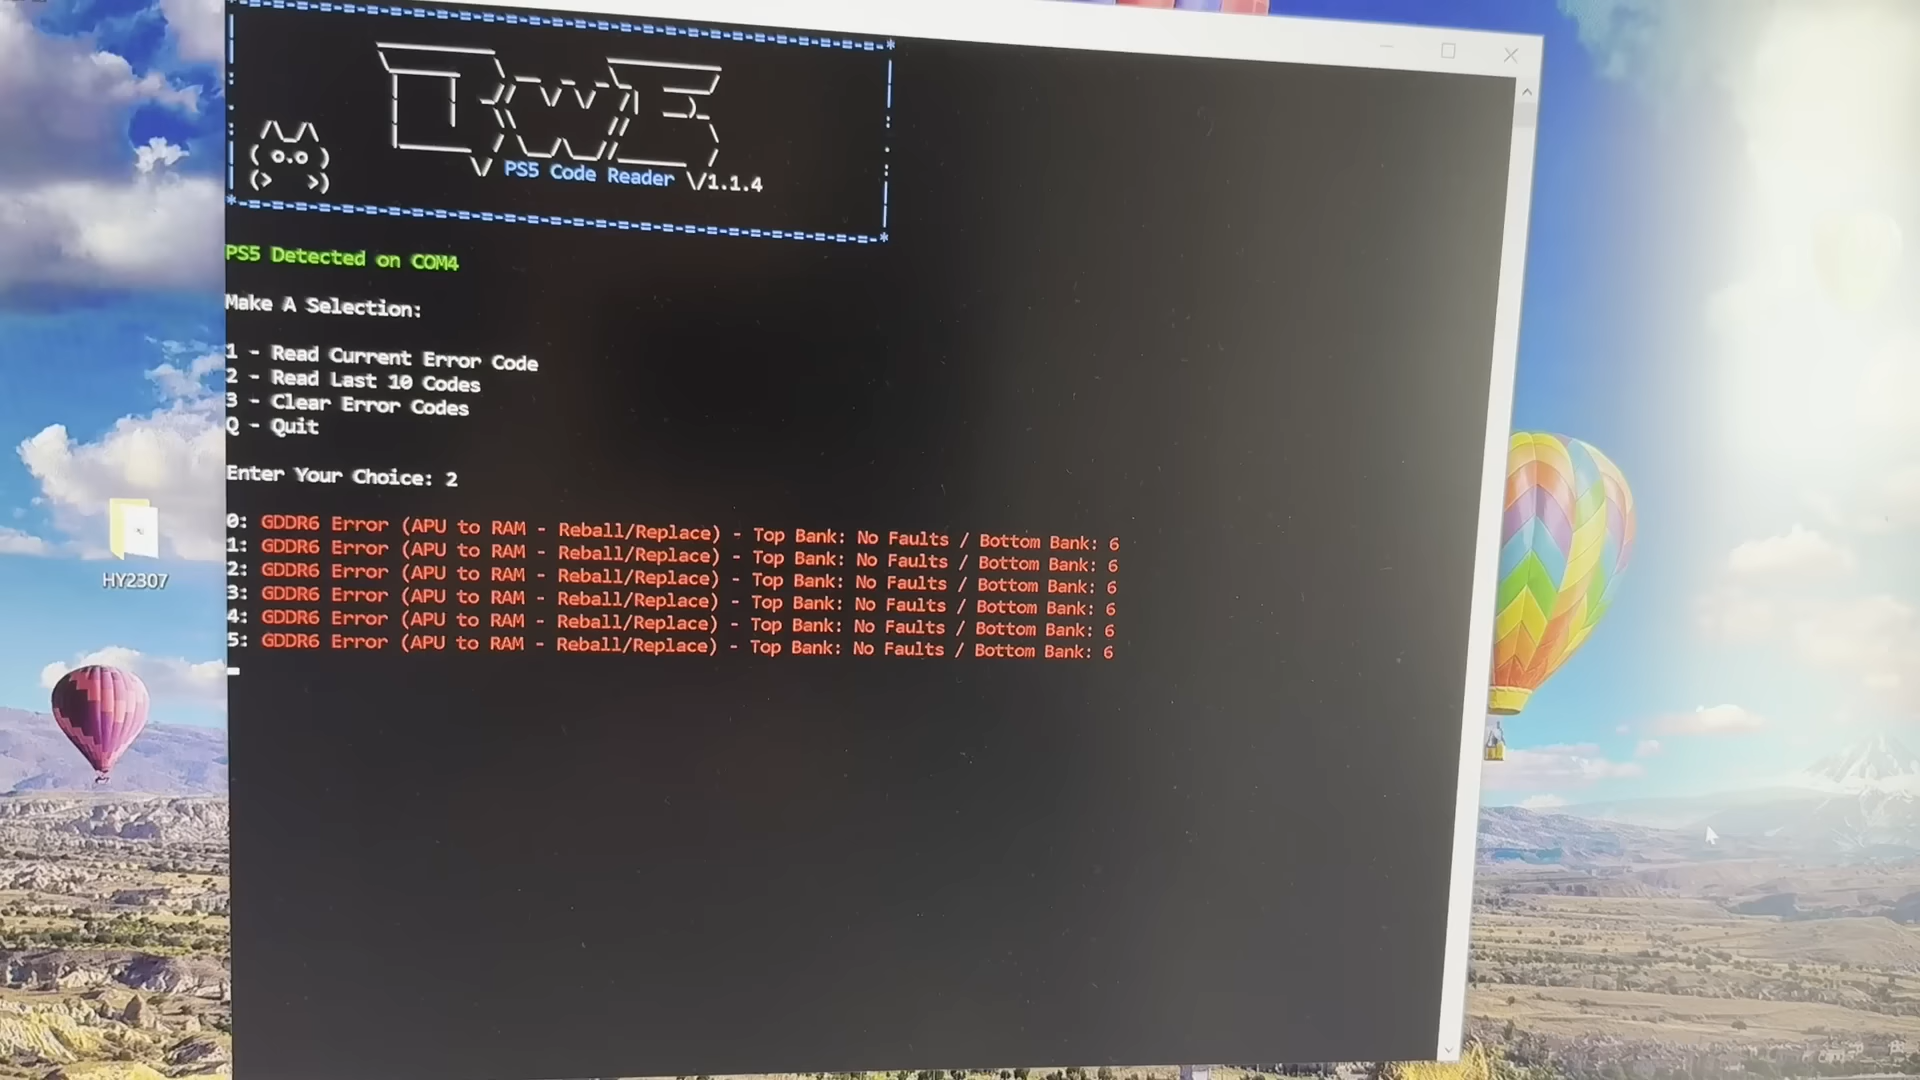 PS5 Code Reader V1.1.4
PS5 Detected on COM4
Make A Selection:
1 - Read Current Error Code
2 - Read Last 10 Codes
3 - Clear Error Codes
Q - Quit
Enter Your Choice: 2
0: GDDR6 Error (APU to RAM - Reball/Replace) - Top Bank: No Faults / Bottom Bank: 6
1: GDDR6 Error (APU to RAM - Reball/Replace) - Top Bank: No Faults / Bottom Bank: 6
2: GDDR6 Error (APU to RAM - Reball/Replace) - Top Bank: No Faults / Bottom Bank: 6
3: GDDR6 Error (APU to RAM - Reball/Replace) - Top Bank: No Faults / Bottom Bank: 6
4: GDDR6 Error (APU to RAM - Reball/Replace) - Top Bank: No Faults / Bottom Bank: 6
5: GDDR6 Error (APU to RAM - Reball/Replace) - Top Bank: No Faults / Bottom Bank: 6
HY2307